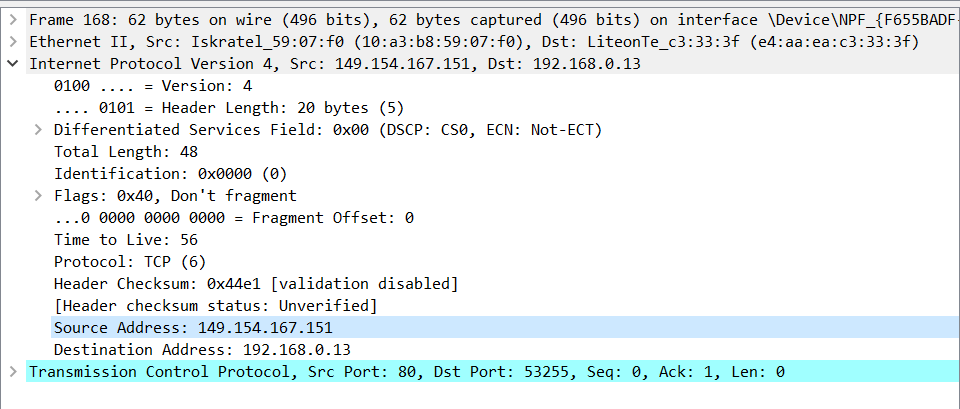 Frame 168: 62 bytes on wire (496 bits), 62 bytes captured (496 bits) on interface \Device\NPF_{F655BADF-
Ethernet II, Src: Iskratel_59:07:f0 (10:a3:b8:59:07:f0), Dst: LiteonTe_c3:33:3f (e4:aa:ea:c3:33:3f)
Internet Protocol Version 4, Src: 149.154.167.151, Dst: 192.168.0.13
0100 .... = Version: 4
.... 0101 = Header Length: 20 bytes (5)
Differentiated Services Field: 0x00 (DSCP: CS0, ECN: Not-ECT)
Total Length: 48
Identification: 0x0000 (0)
Flags: 0x40, Don't fragment
...0 0000 0000 0000 = Fragment Offset: 0
Time to Live: 56
Protocol: TCP (6)
Header Checksum: 0x44e1 [validation disabled]
[Header checksum status: Unverified]
Source Address: 149.154.167.151
Destination Address: 192.168.0.13
Transmission Control Protocol, Src Port: 80, Dst Port: 53255, Seq: 0, Ack: 1, Len: 0